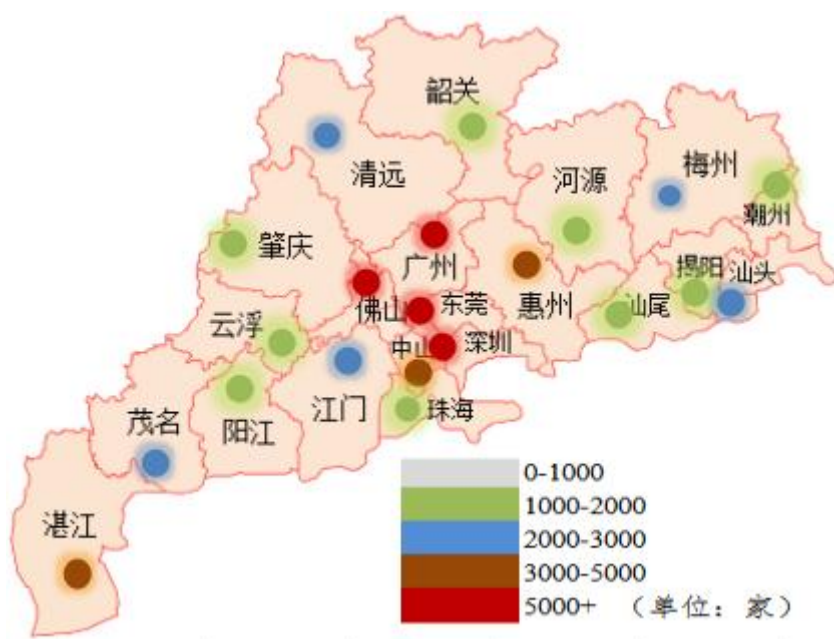 韶关
清远
河源
梅州
潮州
肇庆
广州
揭阳
汕头
佛山
东莞
惠州
汕尾
云浮
中山
深圳
茂名
阳江
江门
珠海
湛江
0-1000
1000-2000
2000-3000
3000-5000
5000+ （单位：家）